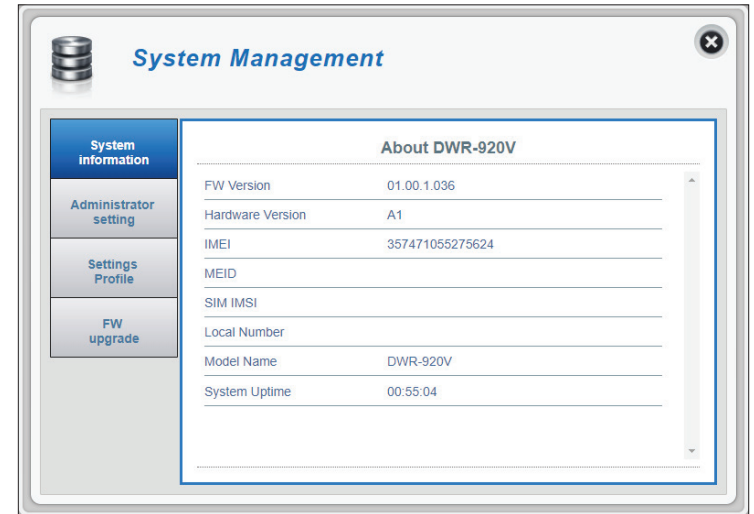 System Management
System
information
Administrator
setting
Settings
Profile
FW
upgrade
About DWR-920V
FW Version 01.00.1.036
Hardware Version A1
IMEI 357471055275624
MEID
SIM IMSI
Local Number
Model Name DWR-920V
System Uptime 00:55:04